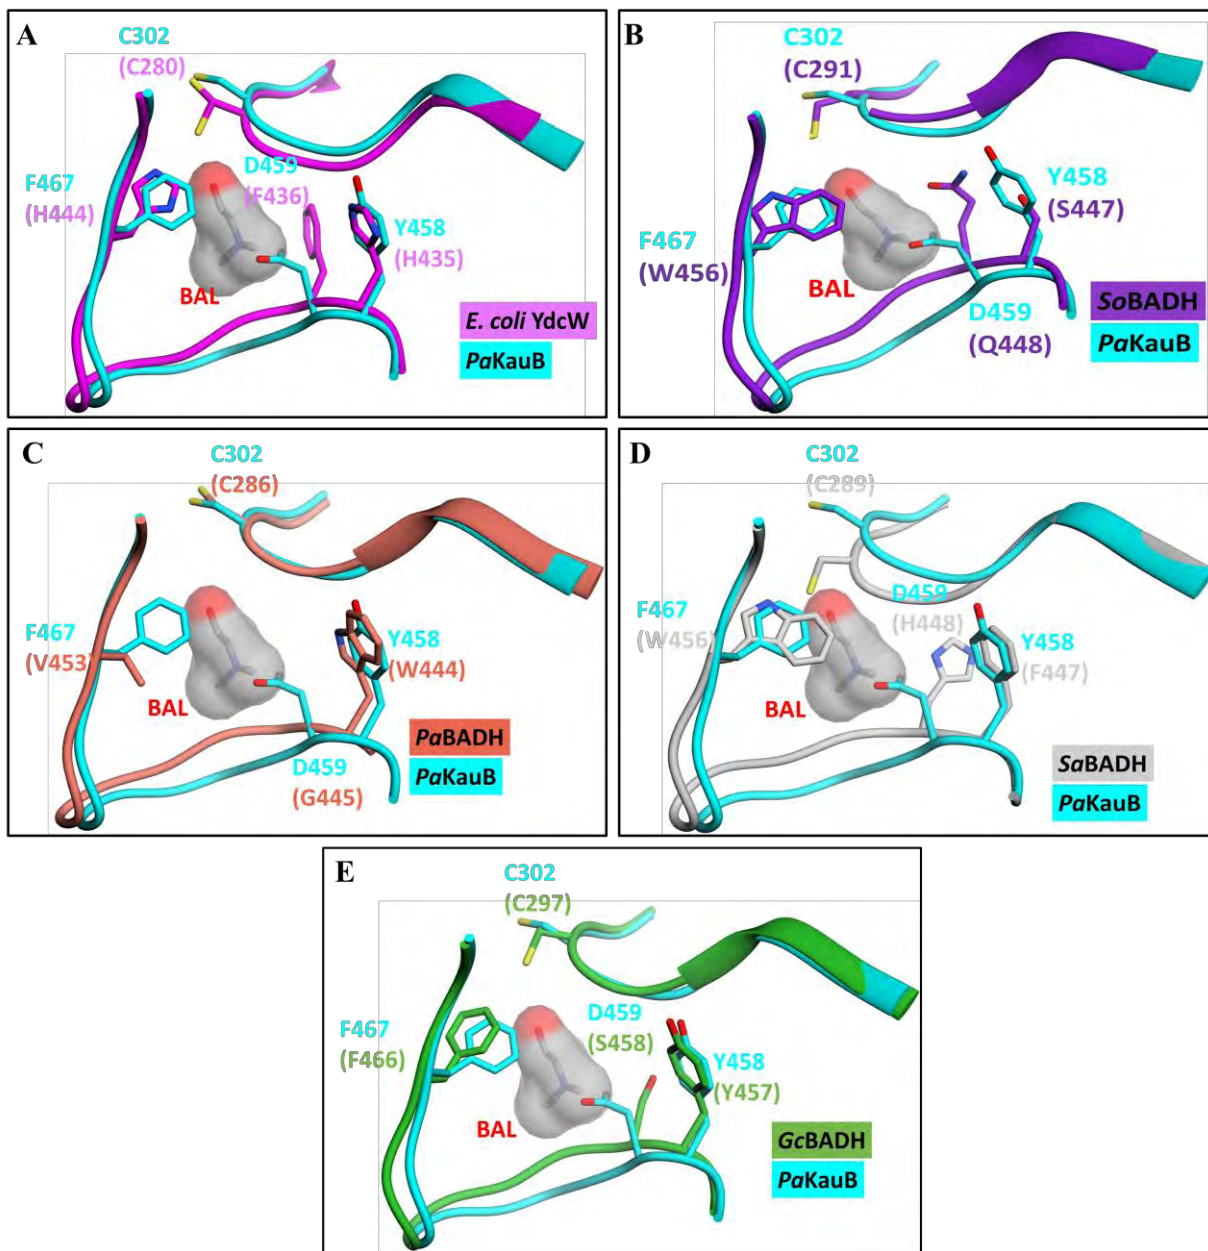 A
C302
(C280)
D459
(F436)
F467
(H444)
Y458
(H435)
BAL
E. coli YdcW
PaKauB
B
C302
(C291)
Y458
(S447)
F467
(W456)
BAL
D459
(Q448)
SoBADH
PaKauB
C
C302
(C286)
F467
(V453)
Y458
(W444)
BAL
D459
(G445)
PaBADH
PaKauB
D
C302
(C289)
D459
(H448)
F467
(W456)
Y458
(F447)
BAL
SaBADH
PaKauB
E
C302
(C297)
D459
(S458)
F467
(F466)
Y458
(Y457)
BAL
GcBADH
PaKauB